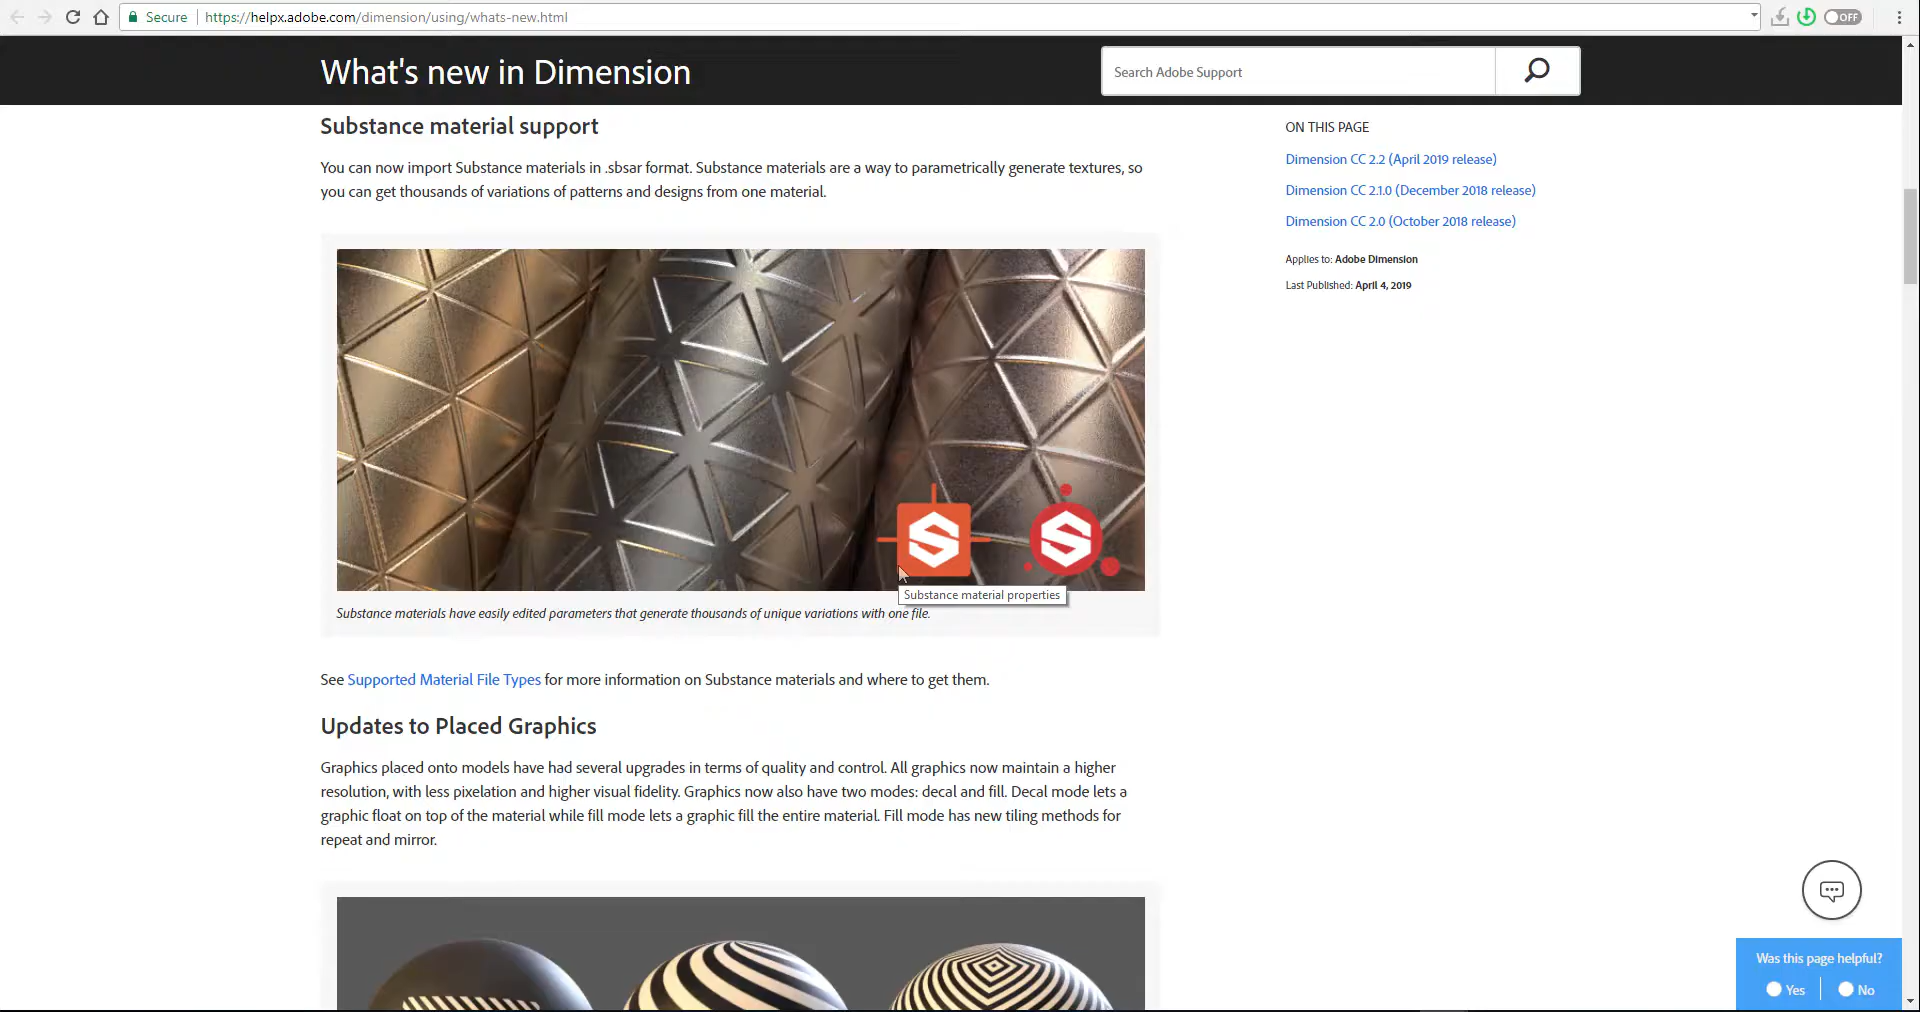 Secure
https://helpx.adobe.com/dimension/using/whats-new.html
OFF
What's new in Dimension
Search Adobe Support
Substance material support
You can now import Substance materials in .sbsar format. Substance materials are a way to parametrically generate textures, so
you can get thousands of variations of patterns and designs from one material.
S
S
Substance material properties
Substance materials have easily edited parameters that generate thousands of unique variations with one file.
See Supported Material File Types for more information on Substance materials and where to get them.
Updates to Placed Graphics
Graphics placed onto models have had several upgrades in terms of quality and control. All graphics now maintain a higher
resolution, with less pixelation and higher visual fidelity. Graphics now also have two modes: decal and fill. Decal mode lets a
graphic float on top of the material while fill mode lets a graphic fill the entire material. Fill mode has new tiling methods for
repeat and mirror.
ON THIS PAGE
Dimension CC 2.2 (April 2019 release)
Dimension CC 2.1.0 (December 2018 release)
Dimension CC 2.0 (October 2018 release)
Applies to: Adobe Dimension
Last Published: April 4, 2019
Was this page helpful?
Yes
No